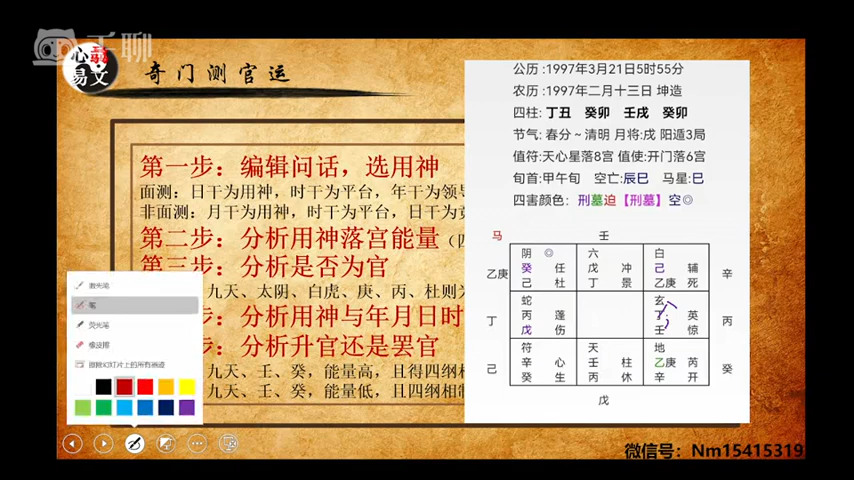 千聊
心易
易文
奇门测官运
第一步：编辑问话，选用神
面测：日干为用神，时干为平台，年干为领导
非面测：月干为用神，时干为平台，日干为
第二步：分析用神落宫能量（四
第三步：分析是否为官
九天、太阴、白虎、庚、丙、杜则为
步：分析用神与年月日时
步：分析升官还是罢官
九天、壬、癸，能量高，且得四纲相
九天、壬、癸，能量低，且四纲相
激光笔
笔
荧光笔
橡皮擦
擦除幻灯片上的所有墨迹
公历 :1997年3月21日5时55分
农历 :1997年二月十三日 坤造
四柱: 丁丑 癸卯 壬戌 癸卯
节气: 春分 ~ 清明 月将:戌 阳遁3局
值符:天心星落8宫 值使:开门落6宫
旬首:甲午旬 空亡:辰巳 马星:巳
四害颜色： 刑墓迫【刑墓】空◎
马 壬
阴 ◎ 六 白
癸 任 戊 冲 己 辅
乙庚 己 杜 丁 景 乙庚 死 辛
蛇 玄
丁 丙 蓬 丁 英 丙
戊 伤 壬 惊
符 天 地
己 辛 心 壬 柱 乙庚 芮 癸
癸 生 丙 休 辛 开
戊
微信号：Nm15415319